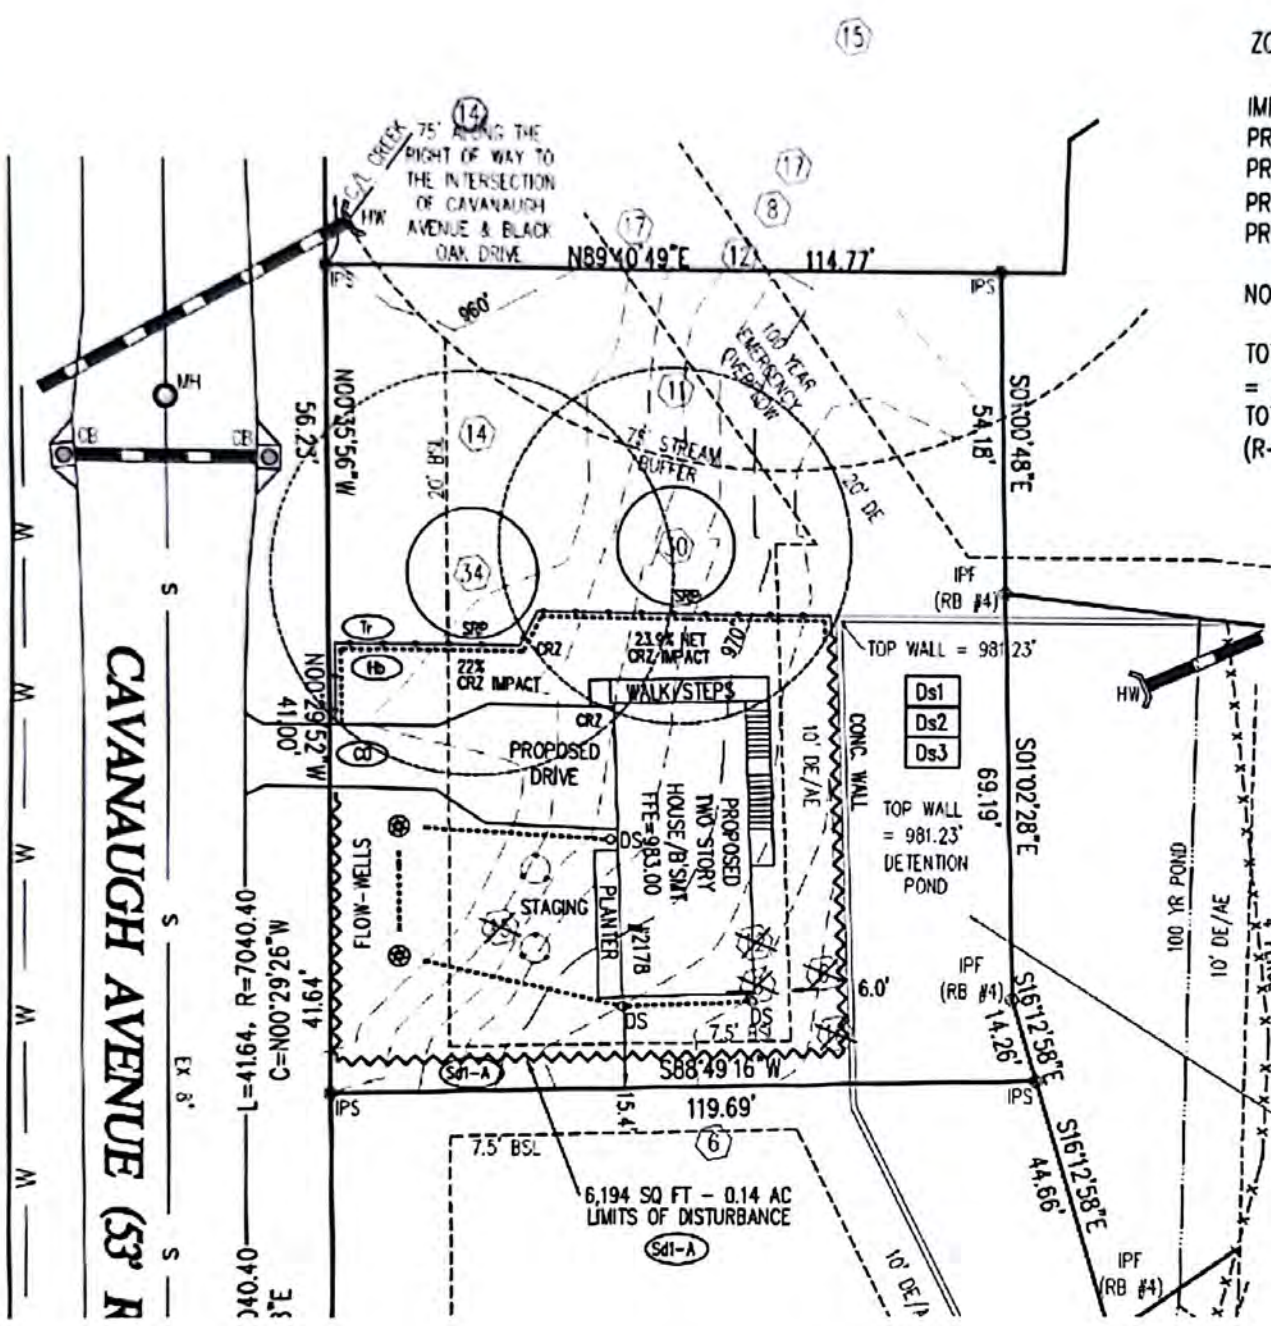 15
ZO
14
75' ALONG THE
RIGHT OF WAY TO
THE INTERSECTION
OF CAVANAUGH
AVENUE & BLACK
OAK DRIVE
C/L CREEK
HW
IM
PR
PR
PR
PR
17
8
17
12
N89°40'49"E
114.77'
IPS
IPS
NO
960'
100 YEAR
EMERGENCY
OVERFLOW
TO
=
TO
(R-
MH
CB
CB
N00°35'56"W
56.23'
20' BSL
14
11
75' STREAM
BUFFER
20' DE
S01°00'48"E
54.18'
34
30
SRP
SRP
IPF
(RB #4)
Tr
Hb
CRZ
22%
CRZ IMPACT
23.9% NET
CRZ IMPACT
970'
TOP WALL = 981.23'
Ds1
Ds2
Ds3
HW
WALK/STEPS
N00°29'52"W
41.00'
Cd
CRZ
PROPOSED
DRIVE
PROPOSED
TWO STORY
HOUSE/B'SMT
FFE=983.00
#2178
10' DE/AE
CONC. WALL
S01°02'28"E
69.19'
TOP WALL
= 981.23'
DETENTION
POND
FLOW-WELLS
DS
STAGING
PLANTER
100 YR POND
10' DE/AE
6.0'
IPF
(RB #4)
S16°12'58"E
14.26'
DS
DS
7.5' BSL
L=41.64, R=7040.40
C=N00°29'26"W
41.64'
Sd1-A
S88°49'16"W
119.69'
IPS
IPS
15.4'
6
7.5' BSL
S16°12'58"E
44.66'
6,194 SQ FT - 0.14 AC
LIMITS OF DISTURBANCE
Sd1-A
10' DE/A
IPF
(RB #4)
EX 8'
040.40
"E
S
S
S
W
W
W
W
W
CAVANAUGH AVENUE (53' R